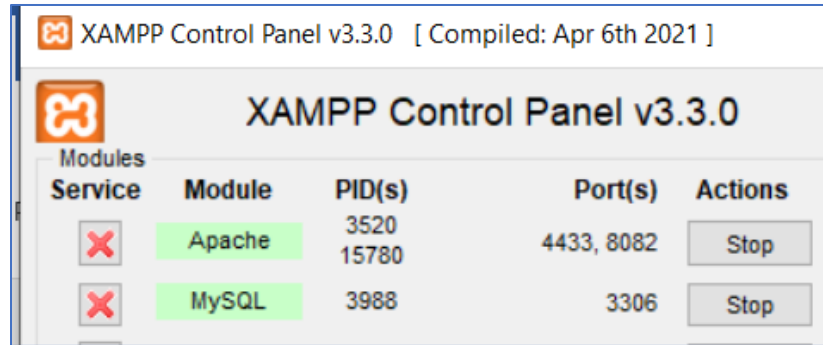 XAMPP Control Panel v3.3.0 [ Compiled: Apr 6th 2021 ]
XAMPP Control Panel v3.3.0
Modules
Service Module PID(s) Port(s) Actions
Apache 3520 15780 4433, 8082 Stop
MySQL 3988 3306 Stop